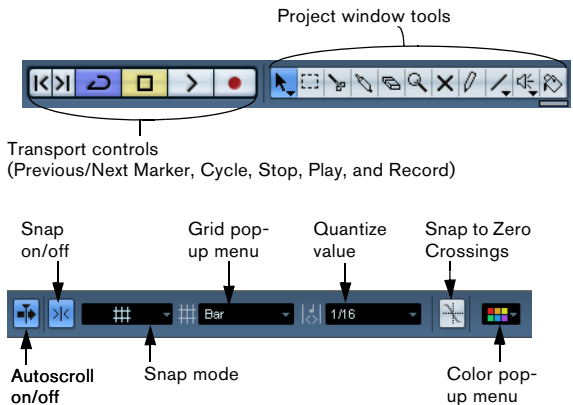 Project window tools
Transport controls
(Previous/Next Marker, Cycle, Stop, Play, and Record)
Snap
on/off
Grid pop-
up menu
Quantize
value
Snap to Zero
Crossings
Bar
1/16
Autoscroll
on/off
Snap mode
Color pop-
up menu